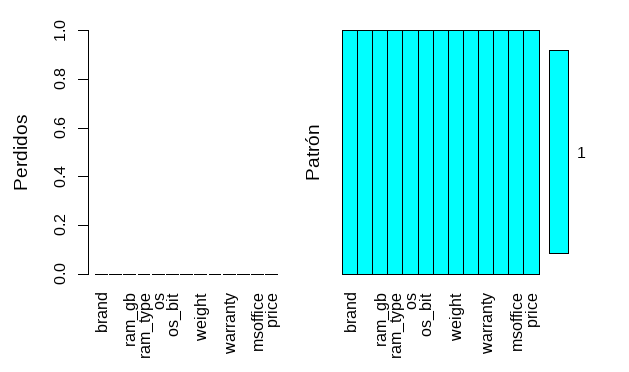 Perdidos
1.0
0.8
0.6
0.4
0.2
0.0
brand
ram_gb
ram_type
os
os_bit
weight
warranty
msoffice
price
Patrón
brand
ram_gb
ram_type
os
os_bit
weight
warranty
msoffice
price
1